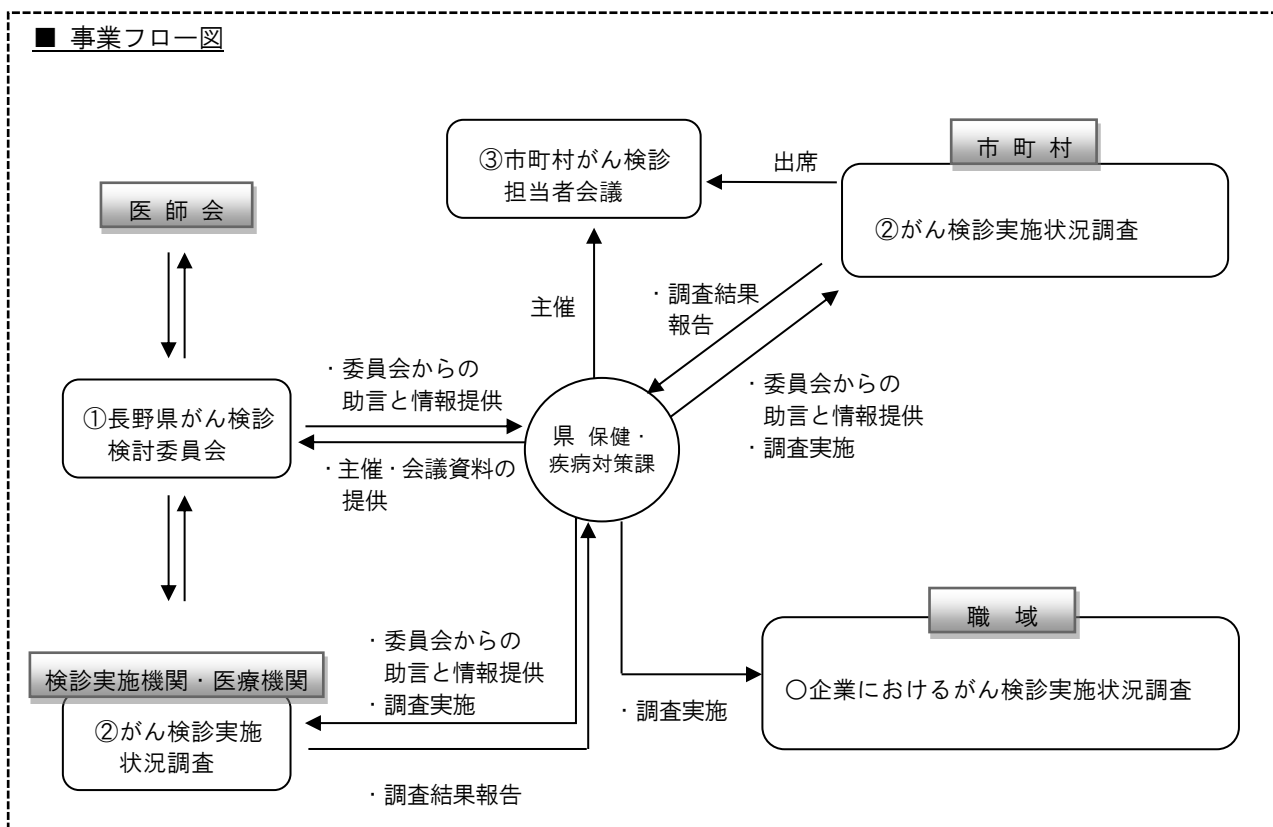 ■ 事業フロー図
③市町村がん検診
担当者会議
出席
市 町 村
②がん検診実施状況調査
医 師 会
主催
・調査結果
報告
・委員会からの
助言と情報提供
①長野県がん検診
検討委員会
県 保健・
疾病対策課
・委員会からの
助言と情報提供
・調査実施
・主催・会議資料の
提供
職 域
〇企業におけるがん検診実施状況調査
・調査実施
・委員会からの
助言と情報提供
・調査実施
検診実施機関・医療機関
②がん検診実施
状況調査
・調査結果報告